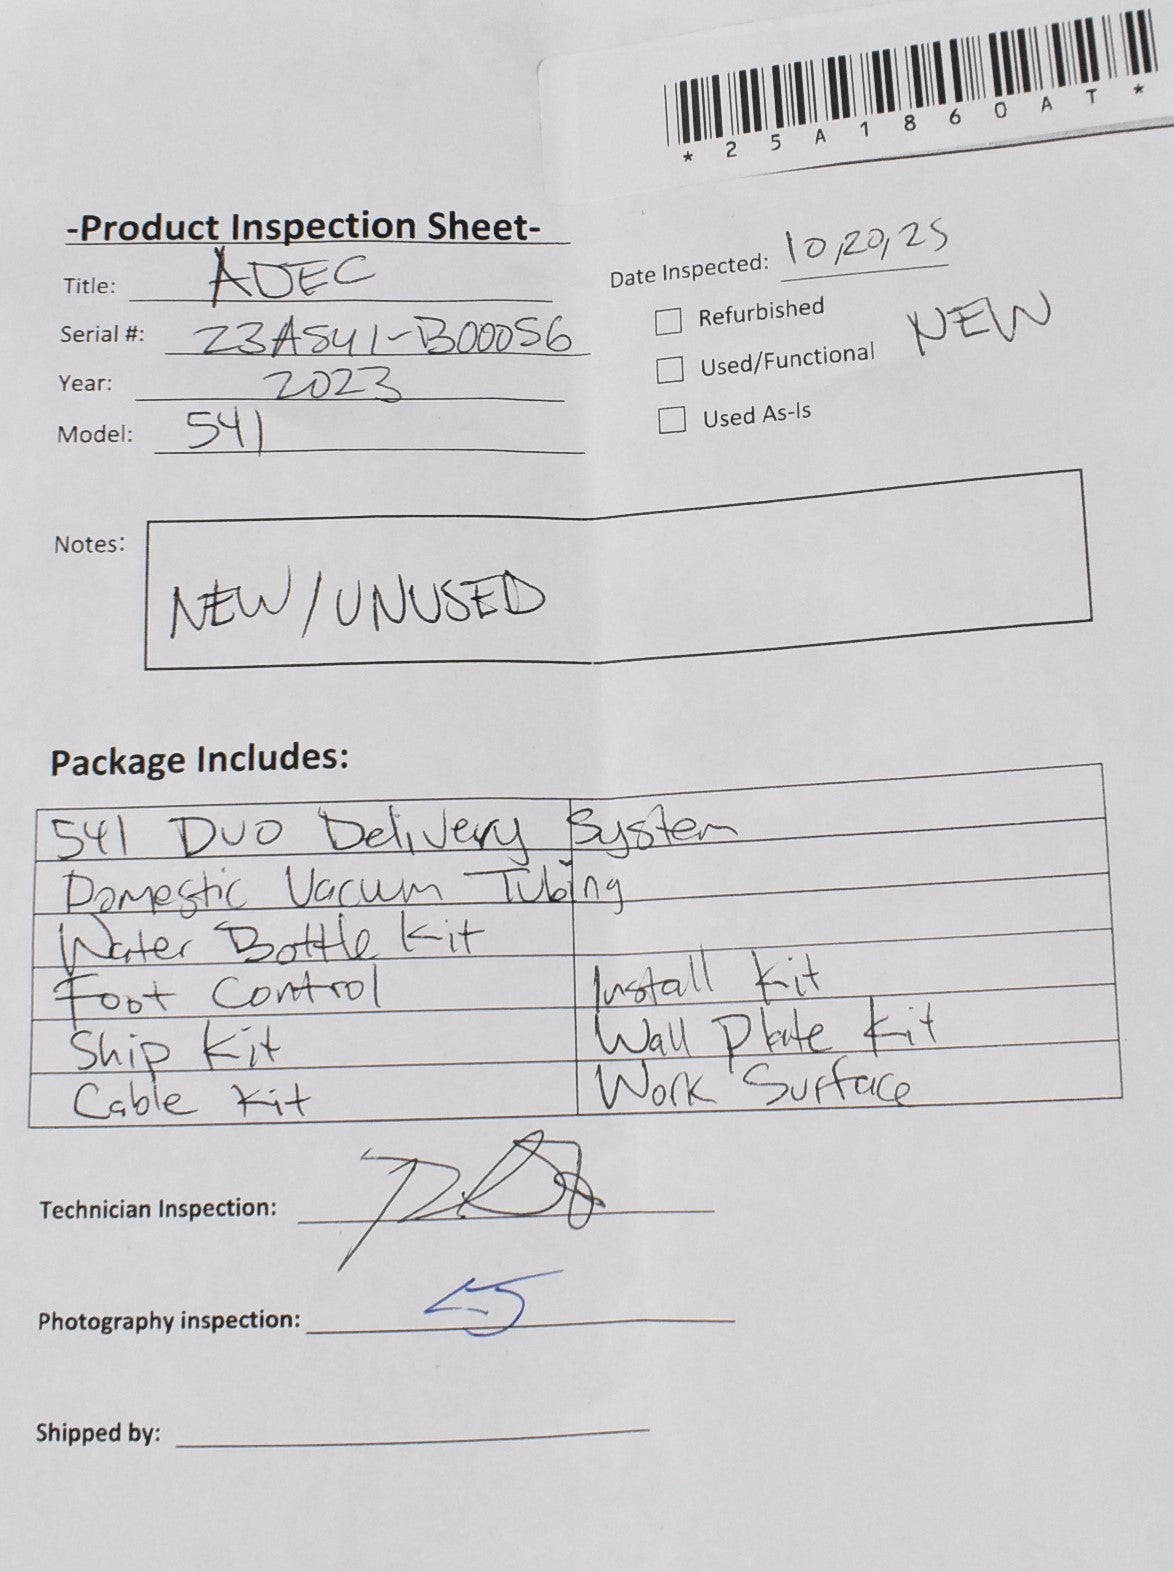 *25A1860AT*
-Product Inspection Sheet-
Title: ADEC
Date Inspected: 10,20,25
Serial #: 23A541-B00056
Refurbished
NEW
Year: 2023
Used/Functional
Model: 541
Used As-Is
Notes:
NEW/UNUSED
Package Includes:
541 DUO Delivery System
Domestic Vacuum Tubing
Water Bottle Kit
Foot Control Install Kit
Ship Kit Wall Plate Kit
Cable Kit Work Surface
Technician Inspection:
Photography inspection:
Shipped by: